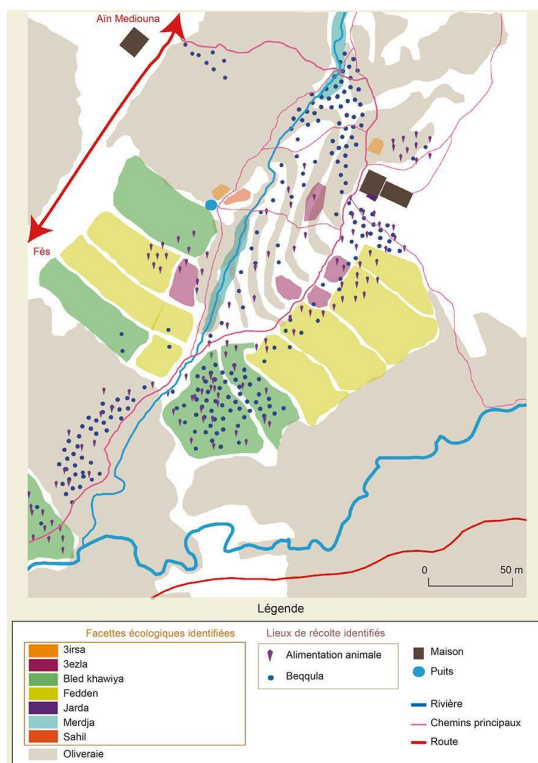 Aïn Mediouna
Fès
0 50 m
Légende
Facettes écologiques identifiées
3irsa
3ezla
Bled khawiya
Fedden
Jarda
Merdja
Sahil
Oliveraie
Lieux de récolte identifiés
Alimentation animale
Beqqula
Maison
Puits
Rivière
Chemins principaux
Route